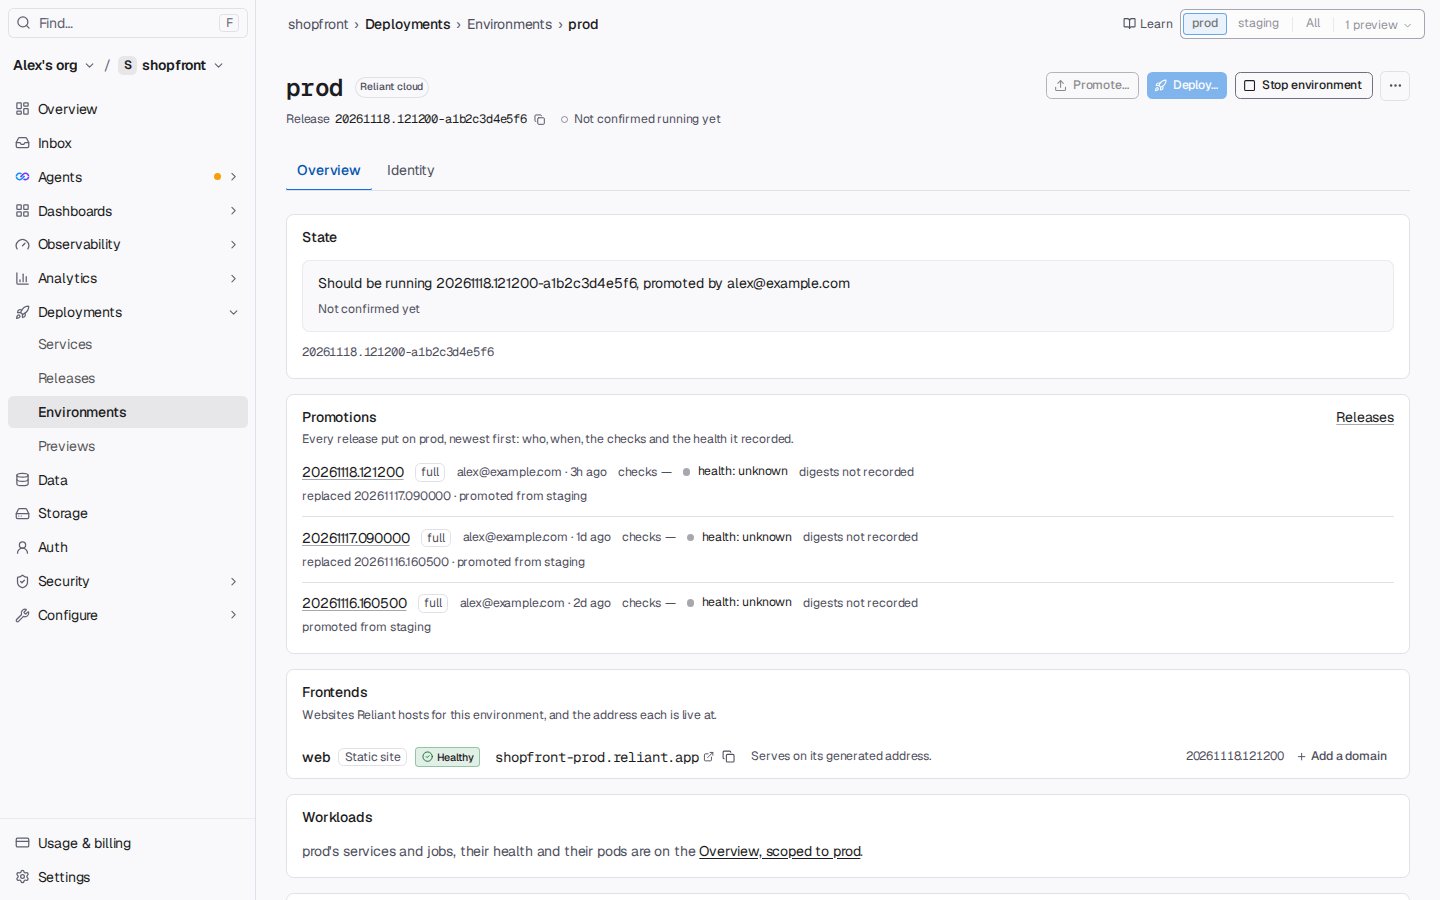 Find...
F
shopfront › Deployments › Environments › prod
Learn
prod
staging
All
1 preview
Alex's org / S shopfront
Overview
Inbox
Agents
Dashboards
Observability
Analytics
Deployments
Services
Releases
Environments
Previews
Data
Storage
Auth
Security
Configure
Usage & billing
Settings
prod
Reliant cloud
Promote...
Deploy...
Stop environment
Release 20261118.121200-a1b2c3d4e5f6
Not confirmed running yet
Overview
Identity
State
Should be running 20261118.121200-a1b2c3d4e5f6, promoted by alex@example.com
Not confirmed yet
20261118.121200-a1b2c3d4e5f6
Promotions
Releases
Every release put on prod, newest first: who, when, the checks and the health it recorded.
20261118.121200 full alex@example.com · 3h ago checks — health: unknown digests not recorded
replaced 20261117.090000 · promoted from staging
20261117.090000 full alex@example.com · 1d ago checks — health: unknown digests not recorded
replaced 20261116.160500 · promoted from staging
20261116.160500 full alex@example.com · 2d ago checks — health: unknown digests not recorded
promoted from staging
Frontends
Websites Reliant hosts for this environment, and the address each is live at.
web Static site Healthy shopfront-prod.reliant.app Serves on its generated address. 20261118.121200 + Add a domain
Workloads
prod's services and jobs, their health and their pods are on the Overview, scoped to prod.